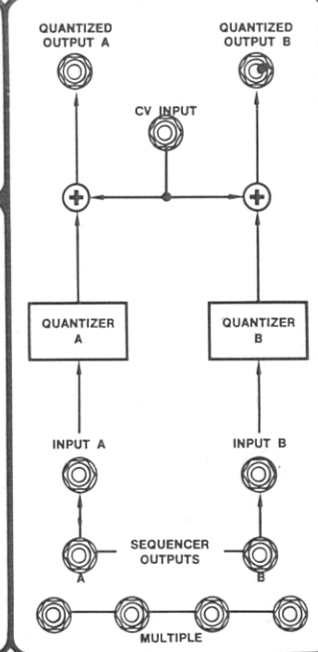 QUANTIZED OUTPUT A
QUANTIZED OUTPUT B
CV INPUT
+
+
QUANTIZER A
QUANTIZER B
INPUT A
INPUT B
SEQUENCER OUTPUTS
A
B
MULTIPLE